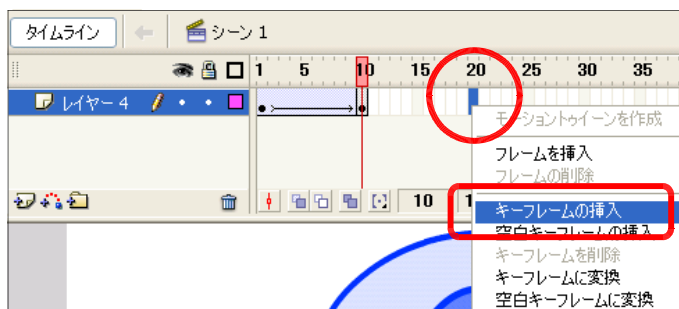 タイムライン シーン 1
1 5 10 15 20 25 30 35
レイヤー 4
モーショントゥイーンを作成
フレームを挿入
フレームの削除
10 1
キーフレームの挿入
空白キーフレームの挿入
キーフレームを削除
キーフレームに変換
空白キーフレームに変換